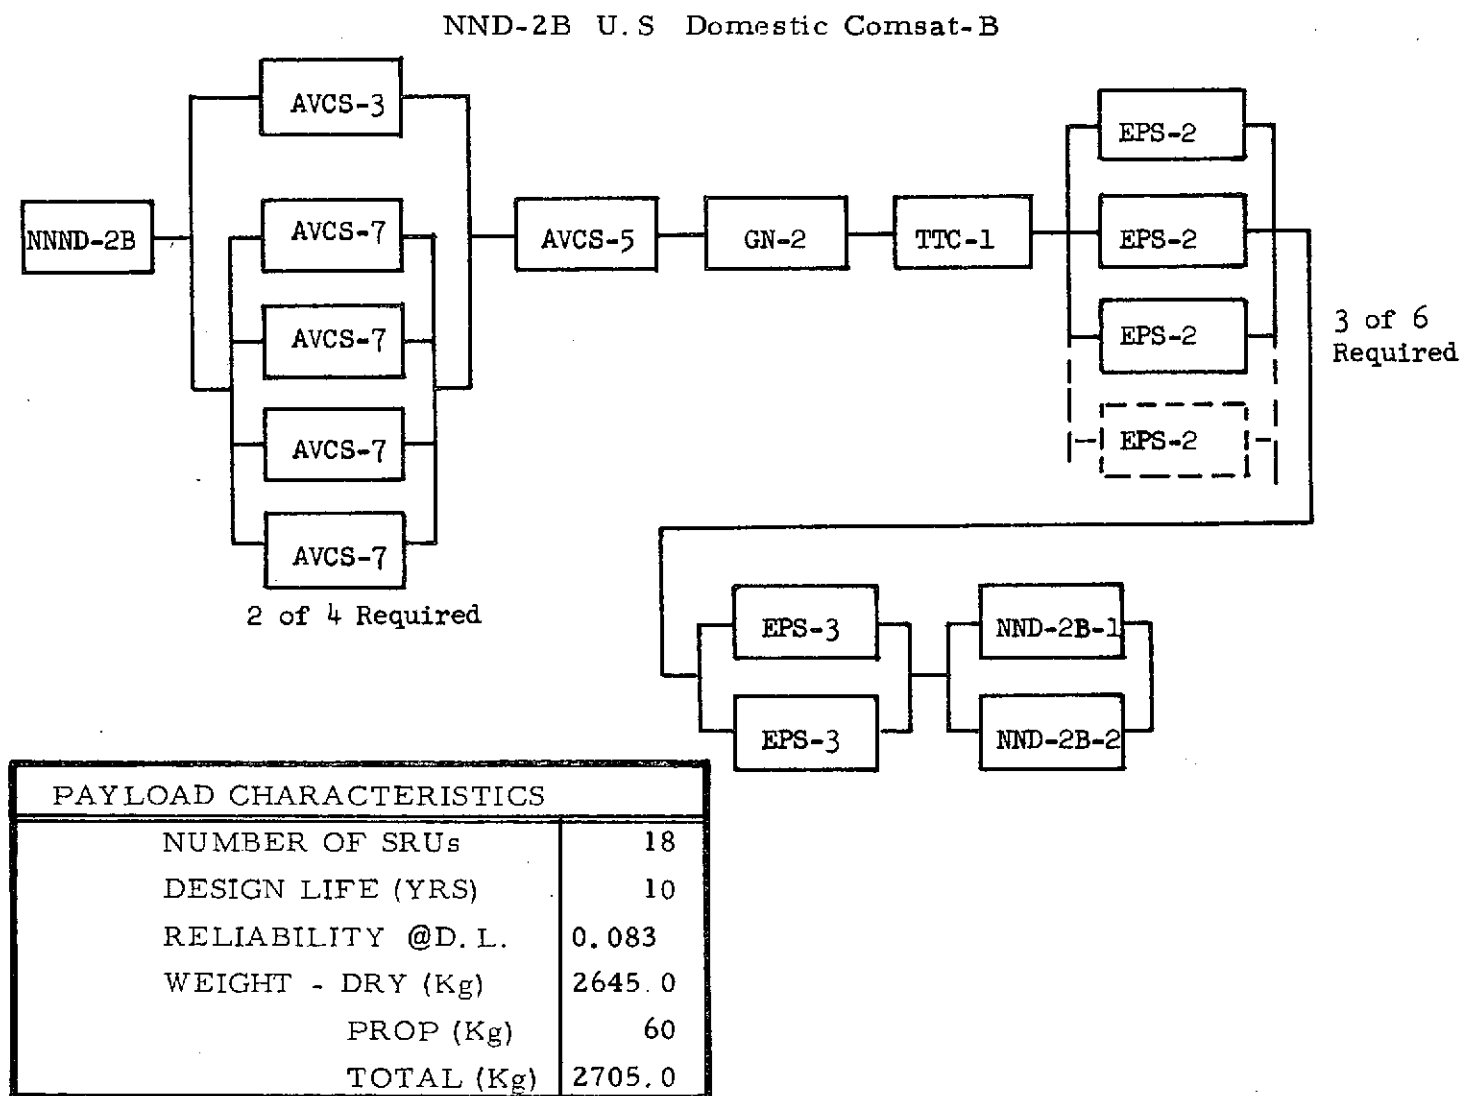 NND-2B U.S Domestic Comsat-B
AVCS-3
EPS-2
NNND-2B
AVCS-7
AVCS-5
GN-2
TTC-1
EPS-2
AVCS-7
EPS-2
3 of 6
Required
AVCS-7
EPS-2
AVCS-7
2 of 4 Required
EPS-3
NND-2B-1
EPS-3
NND-2B-2
PAYLOAD CHARACTERISTICS
NUMBER OF SRUs 18
DESIGN LIFE (YRS) 10
RELIABILITY @D.L. 0.083
WEIGHT - DRY (Kg) 2645.0
PROP (Kg) 60
TOTAL (Kg) 2705.0